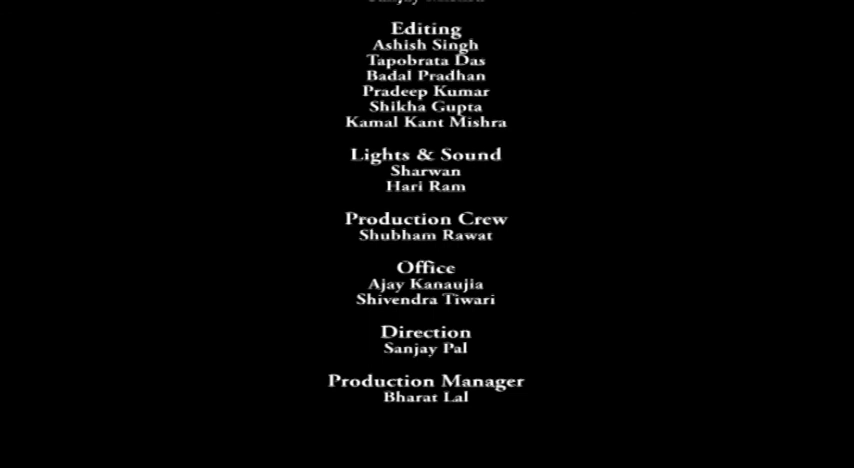 Editing
Ashish Singh
Tapobrata Das
Badal Pradhan
Pradeep Kumar
Shikha Gupta
Kamal Kant Mishra
Lights & Sound
Sharwan
Hari Ram
Production Crew
Shubham Rawat
Office
Ajay Kanaujia
Shivendra Tiwari
Direction
Sanjay Pal
Production Manager
Bharat Lal